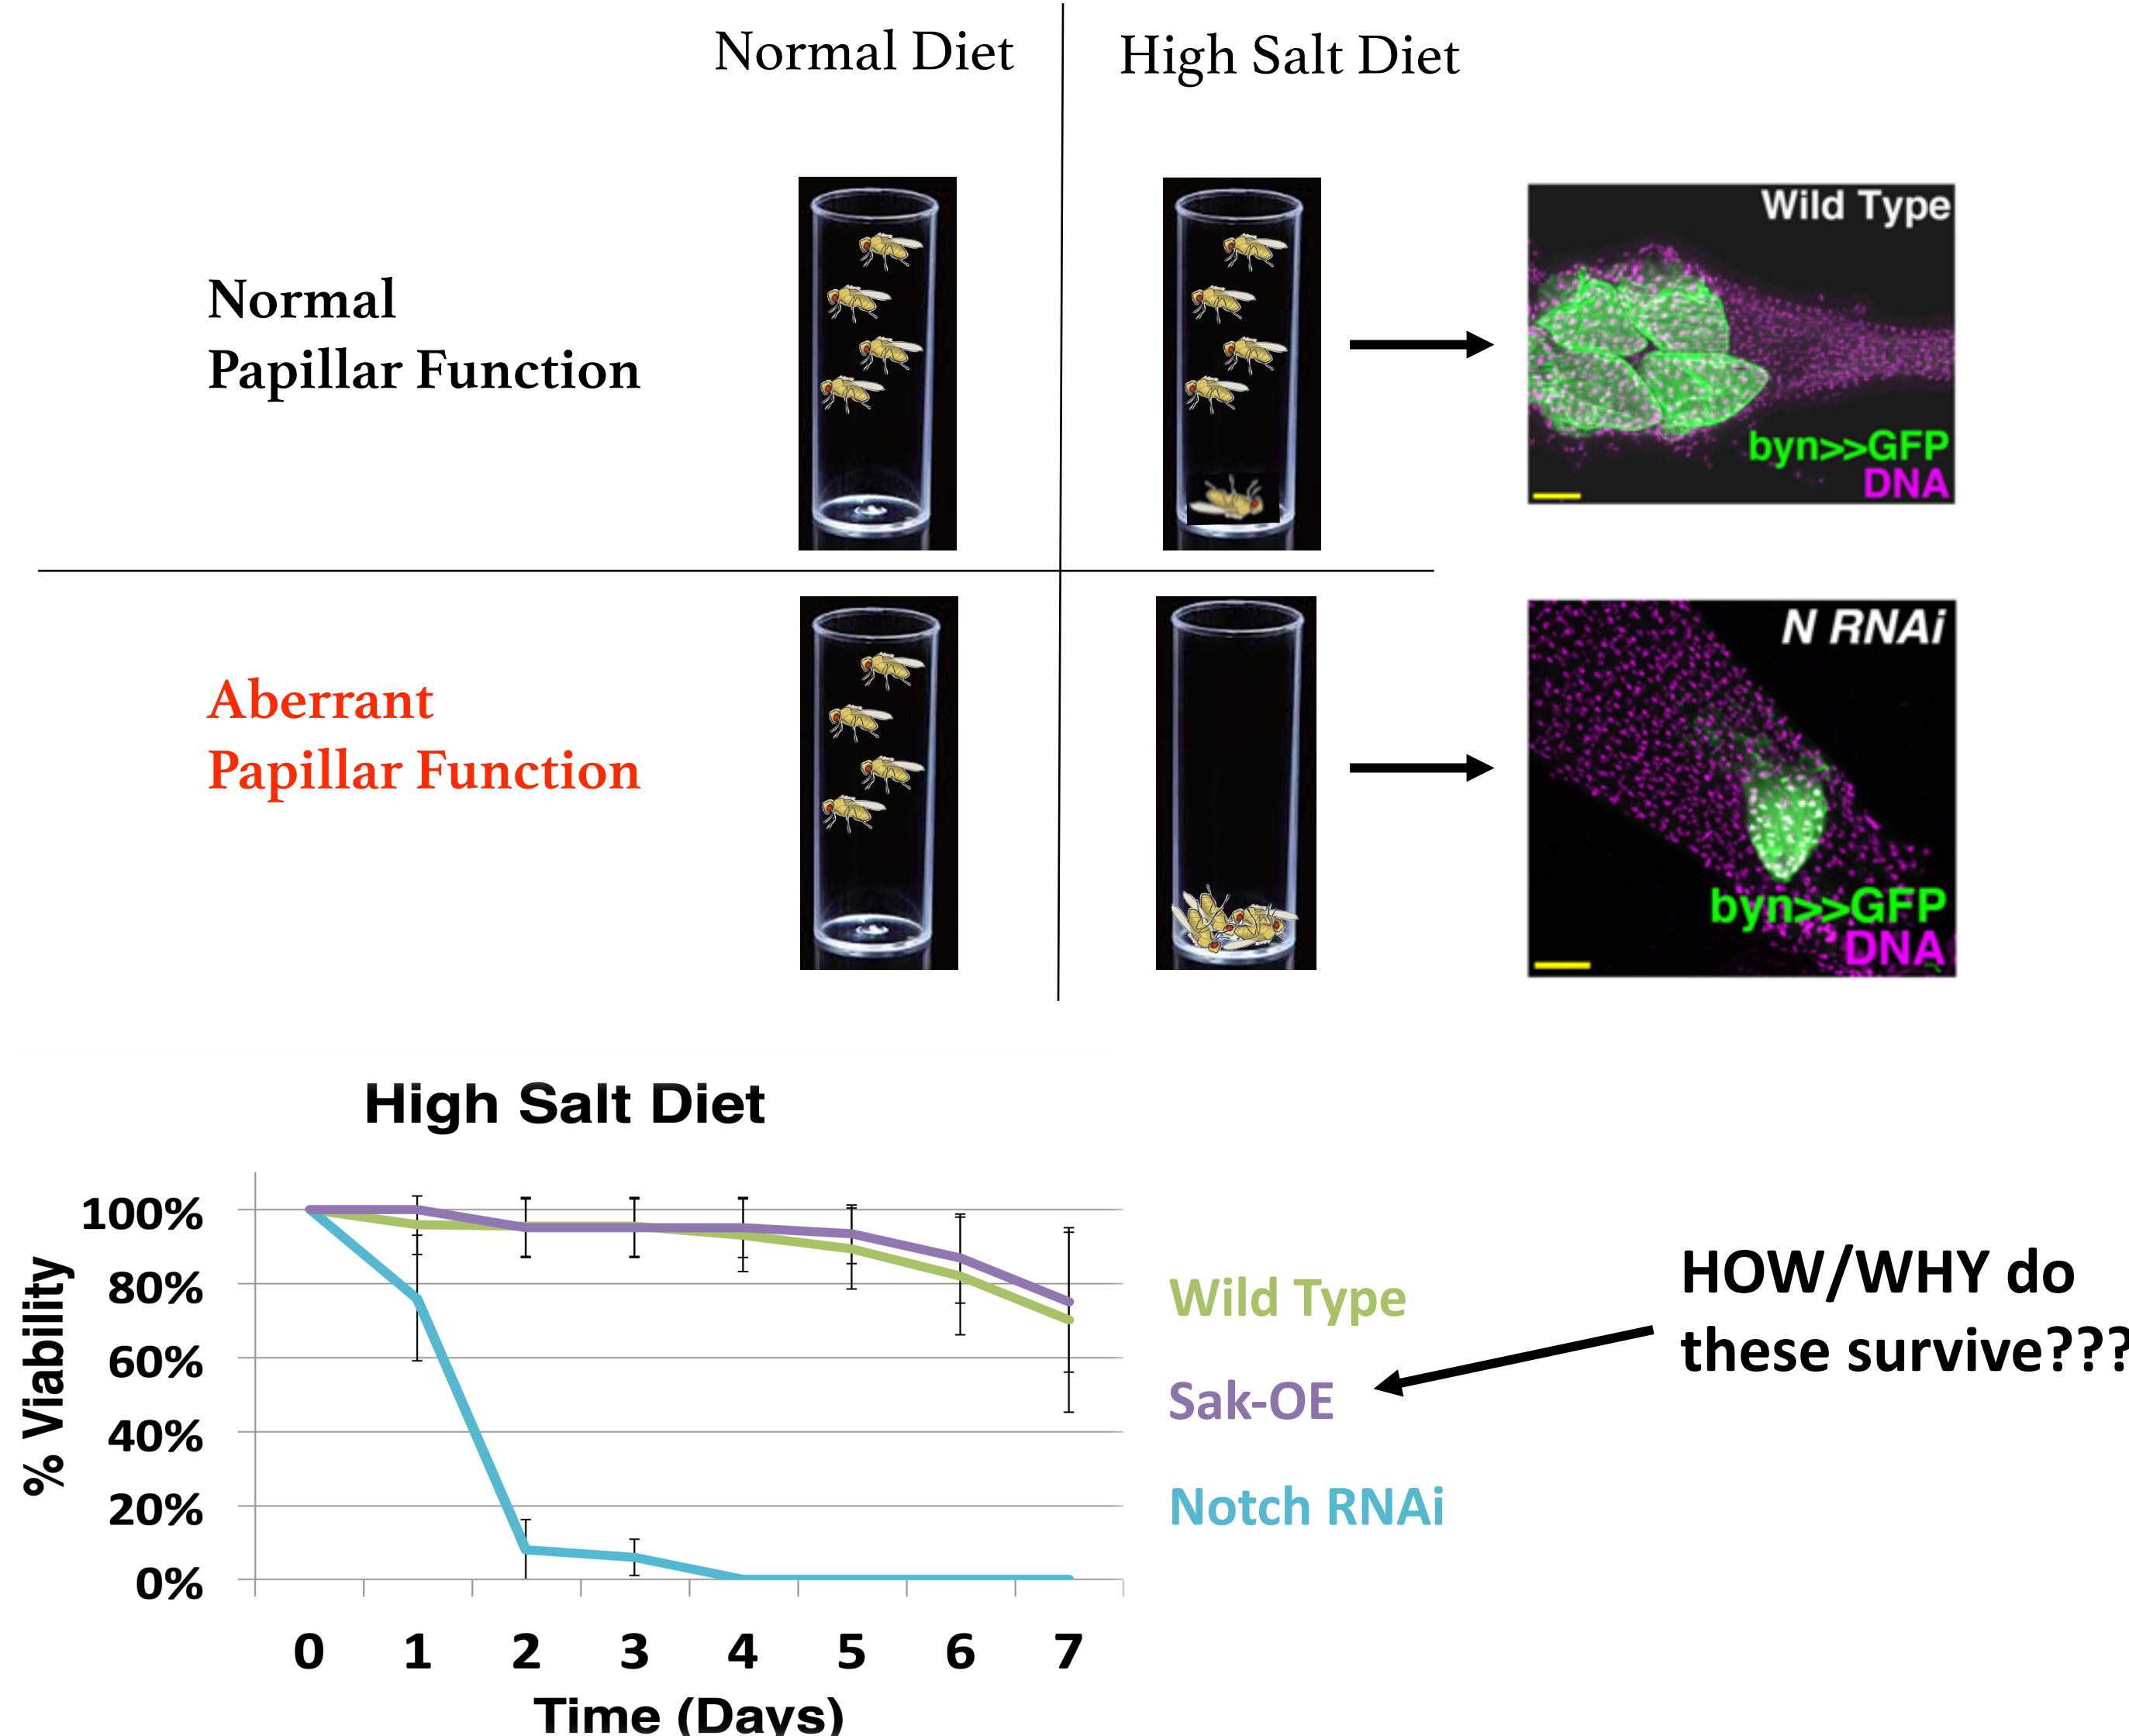 Normal Diet
High Salt Diet
Normal
Papillar Function
Wild Type
byn>>GFP
DNA
Aberrant
Papillar Function
N RNAi
byn>>GFP
DNA
High Salt Diet
% Viability
100%
80%
60%
40%
20%
0%
0 1 2 3 4 5 6 7
Time (Days)
Wild Type
Sak-OE
Notch RNAi
HOW/WHY do
these survive???